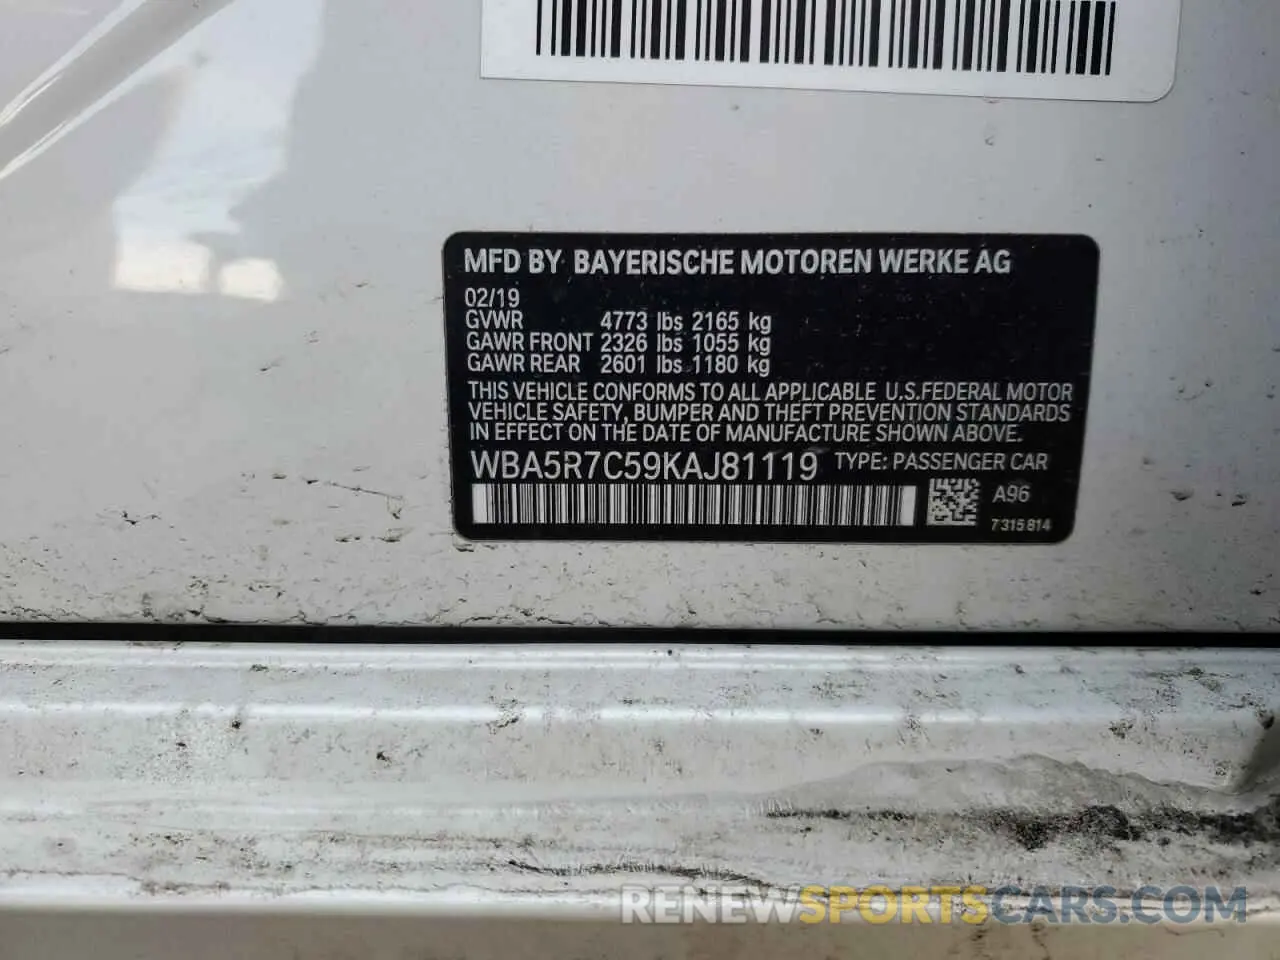 MFD BY BAYERISCHE MOTOREN WERKE AG
02/19
GVWR 4773 lbs 2165 kg
GAWR FRONT 2326 lbs 1055 kg
GAWR REAR 2601 lbs 1180 kg
THIS VEHICLE CONFORMS TO ALL APPLICABLE U.S.FEDERAL MOTOR
VEHICLE SAFETY, BUMPER AND THEFT PREVENTION STANDARDS
IN EFFECT ON THE DATE OF MANUFACTURE SHOWN ABOVE.
WBA5R7C59KAJ81119 TYPE: PASSENGER CAR
A96
7315814
RENEWSPORTSCARS.COM